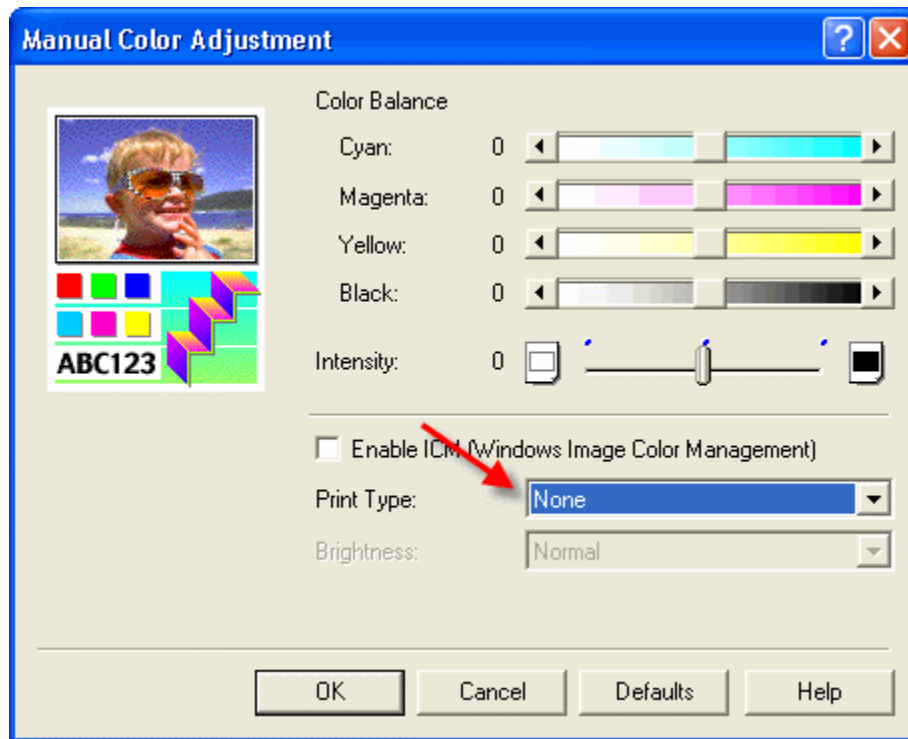 Manual Color Adjustment
Color Balance
Cyan: 0
Magenta: 0
Yellow: 0
Black: 0
ABC123
Intensity: 0
Enable ICM (Windows Image Color Management)
Print Type: None
Brightness: Normal
OK Cancel Defaults Help